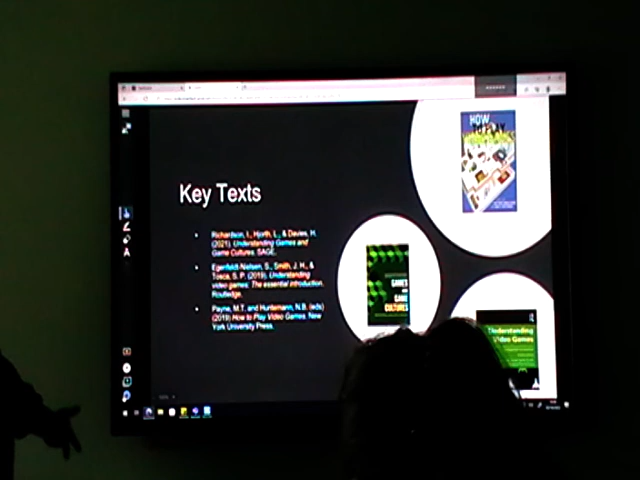 Key Texts
Richardson, I., Hjorth, L., & Davies, H.
(2021). Understanding Games and
Game Cultures. SAGE.
Egenfeldt-Nielsen, S., Smith, J. H., &
Tosca, S. P. (2019). Understanding
video games: The essential introduction.
Routledge.
Payne, M.T. and Huntemann, N.B. (eds)
(2019) How to Play Video Games. New
York University Press.
HOW
TO PLAY
GAMES
GAME
CULTURES
Understanding
Video Games